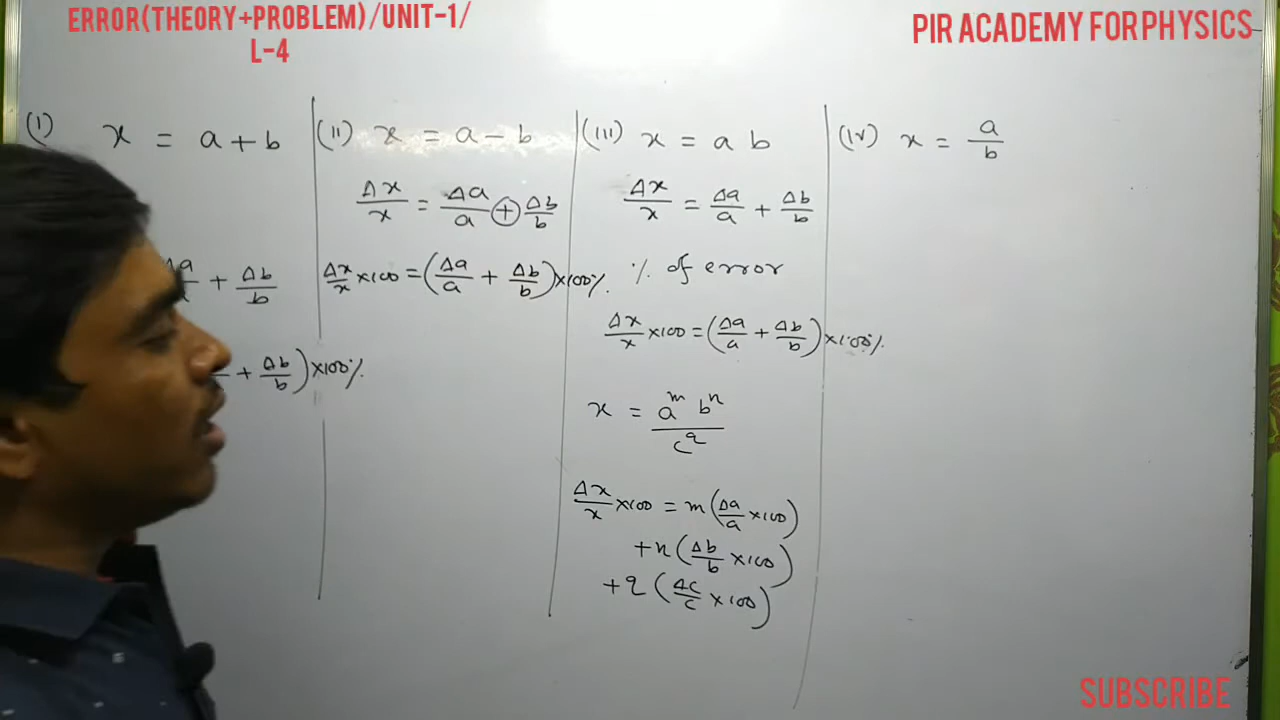 ERROR(THEORY+PROBLEM)/UNIT-1/
L-4
PIR ACADEMY FOR PHYSICS
(I) x = a + b
+ Δb/b
+ Δb/b) ×100%
(II) x = a - b
Δx/x = Δa/a + Δb/b
Δx/x ×100 = (Δa/a + Δb/b) ×100%
(III) x = a b
Δx/x = Δa/a + Δb/b
% of error
Δx/x ×100 = (Δa/a + Δb/b) ×100%
x = a^m b^n / c^q
Δx/x ×100 = m (Δa/a ×100)
+ n (Δb/b ×100)
+ q (Δc/c ×100)
(IV) x = a/b
SUBSCRIBE